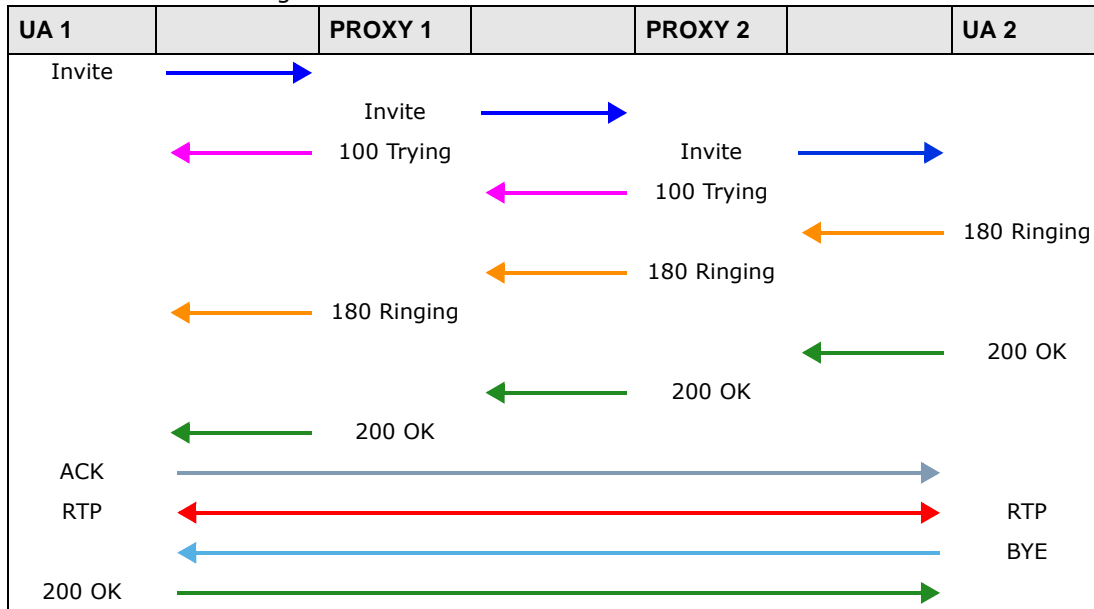 UA 1 PROXY 1 PROXY 2 UA 2
Invite
Invite
100 Trying Invite
100 Trying
180 Ringing
180 Ringing
180 Ringing
200 OK
200 OK
200 OK
ACK
RTP RTP
BYE
200 OK